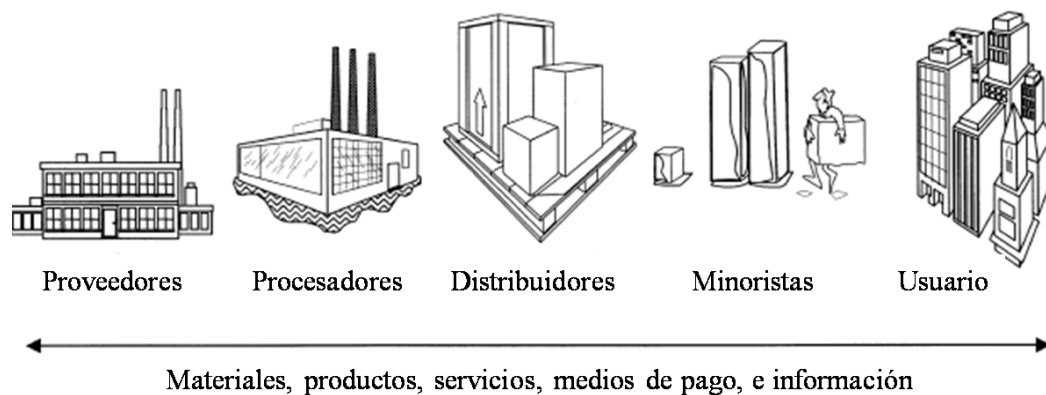 Proveedores Procesadores Distribuidores Minoristas Usuario
Materiales, productos, servicios, medios de pago, e información